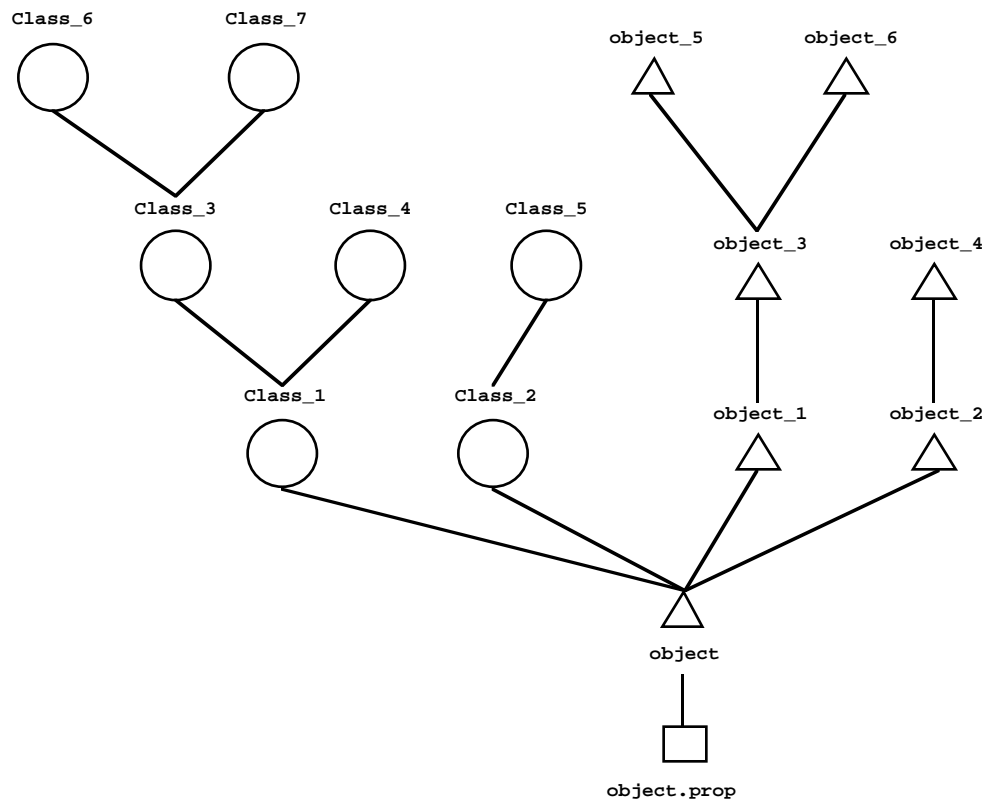 Class_6
Class_7
object_5
object_6
Class_3
Class_4
Class_5
object_3
object_4
Class_1
Class_2
object_1
object_2
object
object.prop